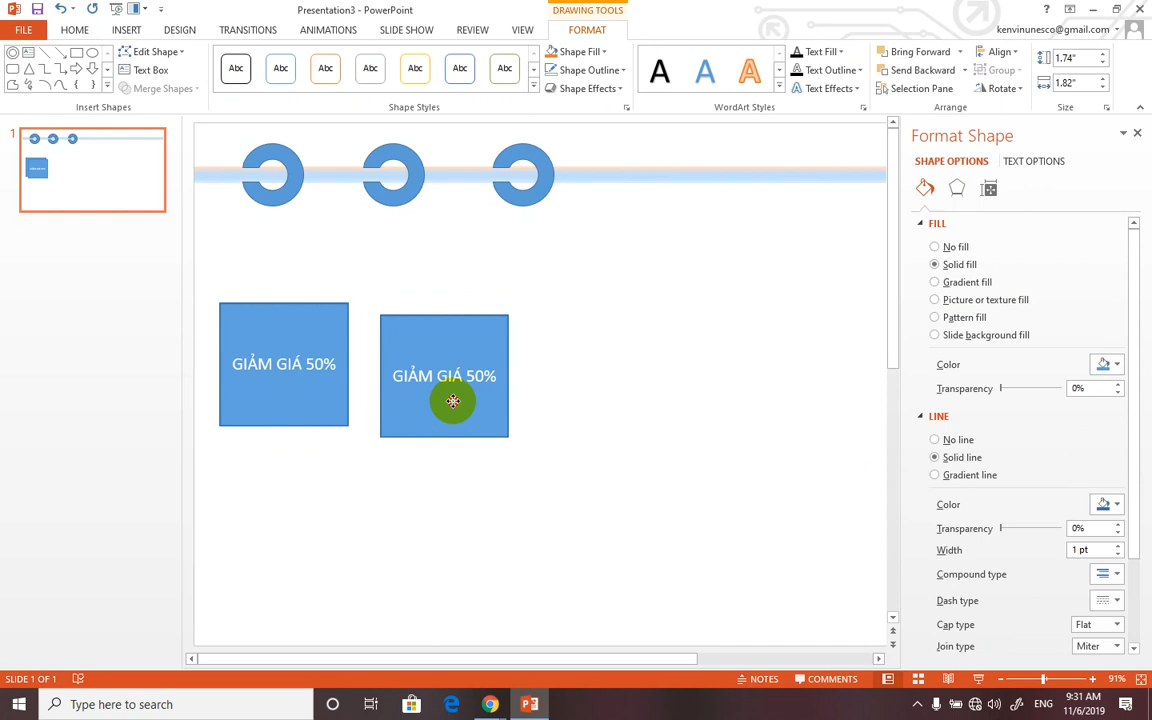 Presentation3 - PowerPoint
DRAWING TOOLS
FILE
HOME
INSERT
DESIGN
TRANSITIONS
ANIMATIONS
SLIDE SHOW
REVIEW
VIEW
FORMAT
kenvinunesco@gmail.com
Edit Shape
Text Box
Merge Shapes
Insert Shapes
Abc
Abc
Abc
Abc
Abc
Abc
Abc
Shape Fill
Shape Outline
Shape Effects
Shape Styles
A
A
A
Text Fill
Text Outline
Text Effects
WordArt Styles
Bring Forward
Send Backward
Selection Pane
Align
Group
Rotate
Arrange
1.74"
1.82"
Size
1
Format Shape
SHAPE OPTIONS
TEXT OPTIONS
FILL
No fill
Solid fill
Gradient fill
Picture or texture fill
Pattern fill
Slide background fill
Color
Transparency
0%
LINE
No line
Solid line
Gradient line
Color
Transparency
0%
Width
1 pt
Compound type
Dash type
Cap type
Flat
Join type
Miter
GIẢM GIÁ 50%
GIẢM GIÁ 50%
SLIDE 1 OF 1
NOTES
COMMENTS
91%
Type here to search
ENG
9:31 AM
11/6/2019